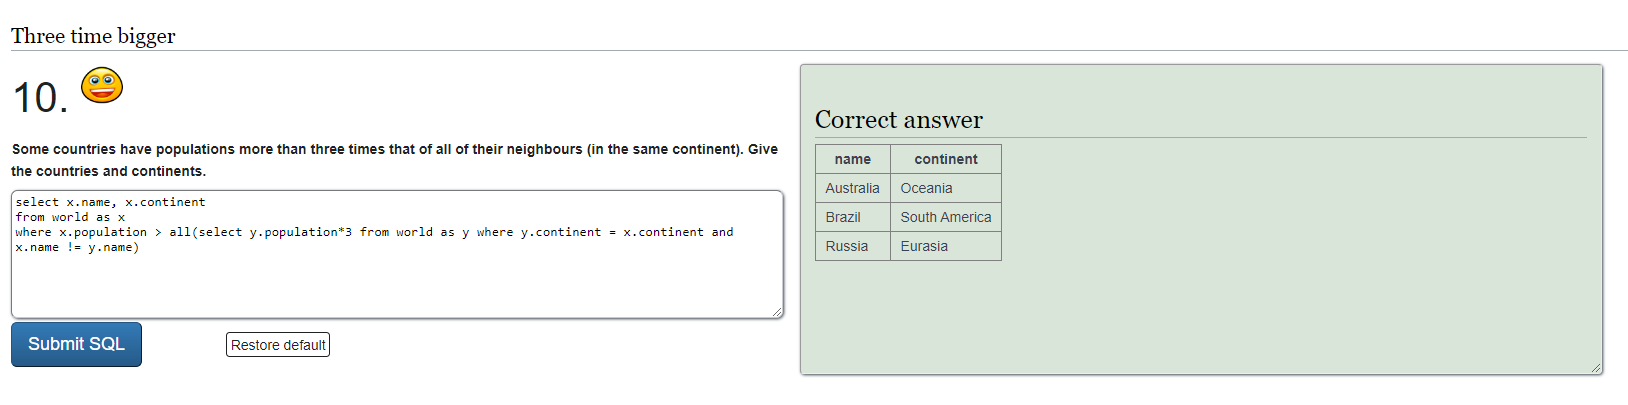 Three time bigger
10.
Some countries have populations more than three times that of all of their neighbours (in the same continent). Give
the countries and continents.
select x.name, x.continent
from world as x
where x.population > all(select y.population*3 from world as y where y.continent = x.continent and
x.name != y.name)
Submit SQL
Restore default
Correct answer
name continent
Australia Oceania
Brazil South America
Russia Eurasia